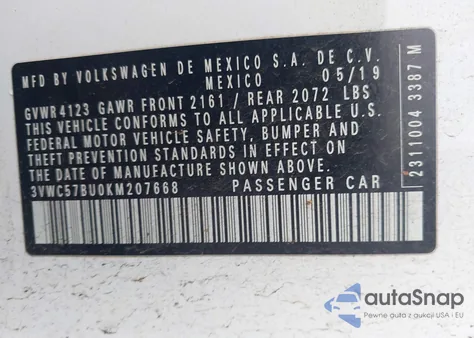 MFD BY VOLKSWAGEN DE MEXICO S.A. DE C.V.
MEXICO 05/19
GVWR 4123 GAWR FRONT 2161 / REAR 2072 LBS
THIS VEHICLE CONFORMS TO ALL APPLICABLE U.S.
FEDERAL MOTOR VEHICLE SAFETY, BUMPER AND
THEFT PREVENTION STANDARDS IN EFFECT ON
THE DATE OF MANUFACTURE SHOWN ABOVE.
3VWC57BU0KM207668 PASSENGER CAR
2311004 3387 M
autoSnap
Pewne auta z aukcji USA i EU